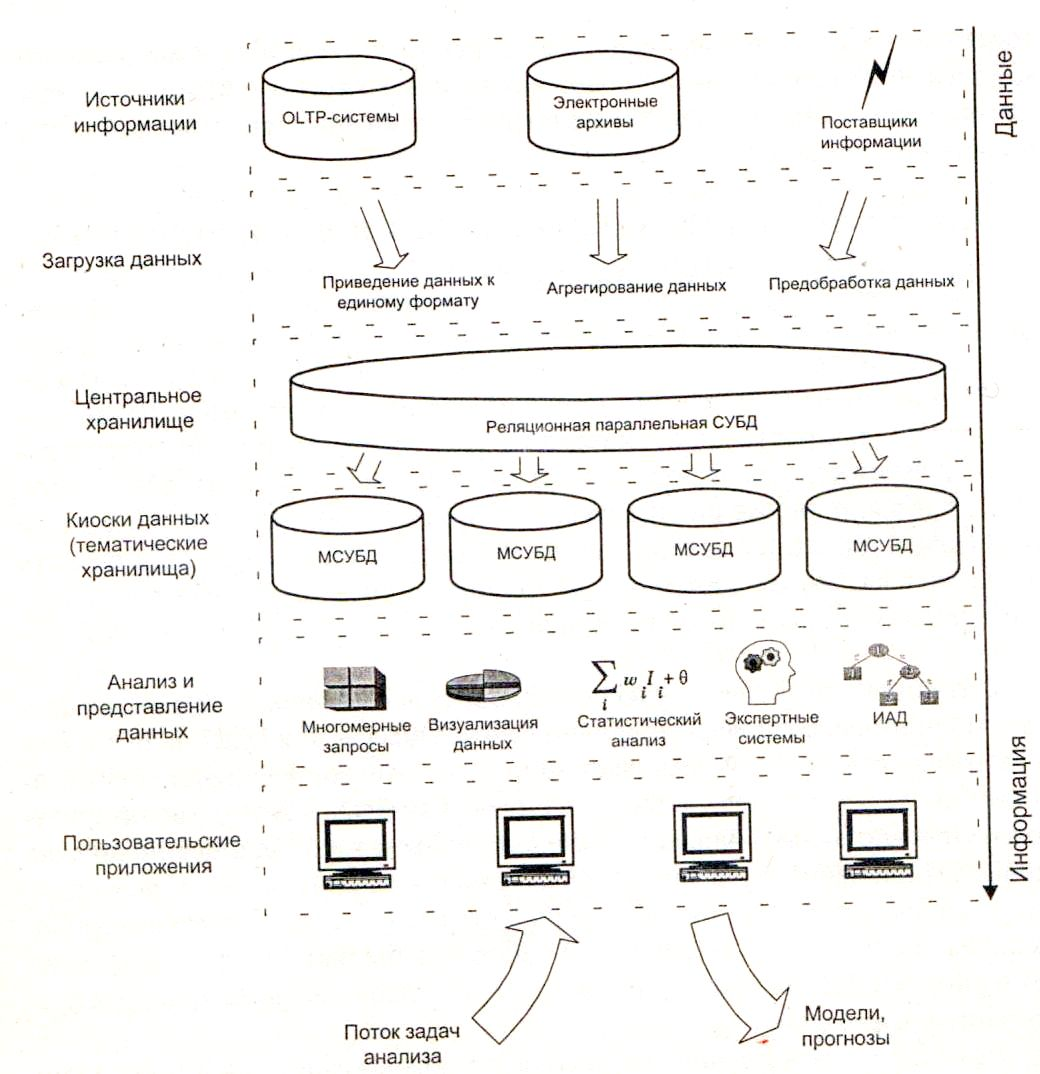 Источники
информации
OLTP-системы
Электронные
архивы
Поставщики
информации
Данные
Загрузка данных
Приведение данных к
единому формату
Агрегирование данных
Предобработка данных
Центральное
хранилище
Реляционная параллельная СУБД
Киоски данных
(тематические
хранилища)
МСУБД
МСУБД
МСУБД
МСУБД
Анализ и
представление
данных
Многомерные
запросы
Визуализация
данных
∑ w I + θ
i i i
Статистический
анализ
Экспертные
системы
ИАД
Информация
Пользовательские
приложения
Поток задач
анализа
Модели,
прогнозы